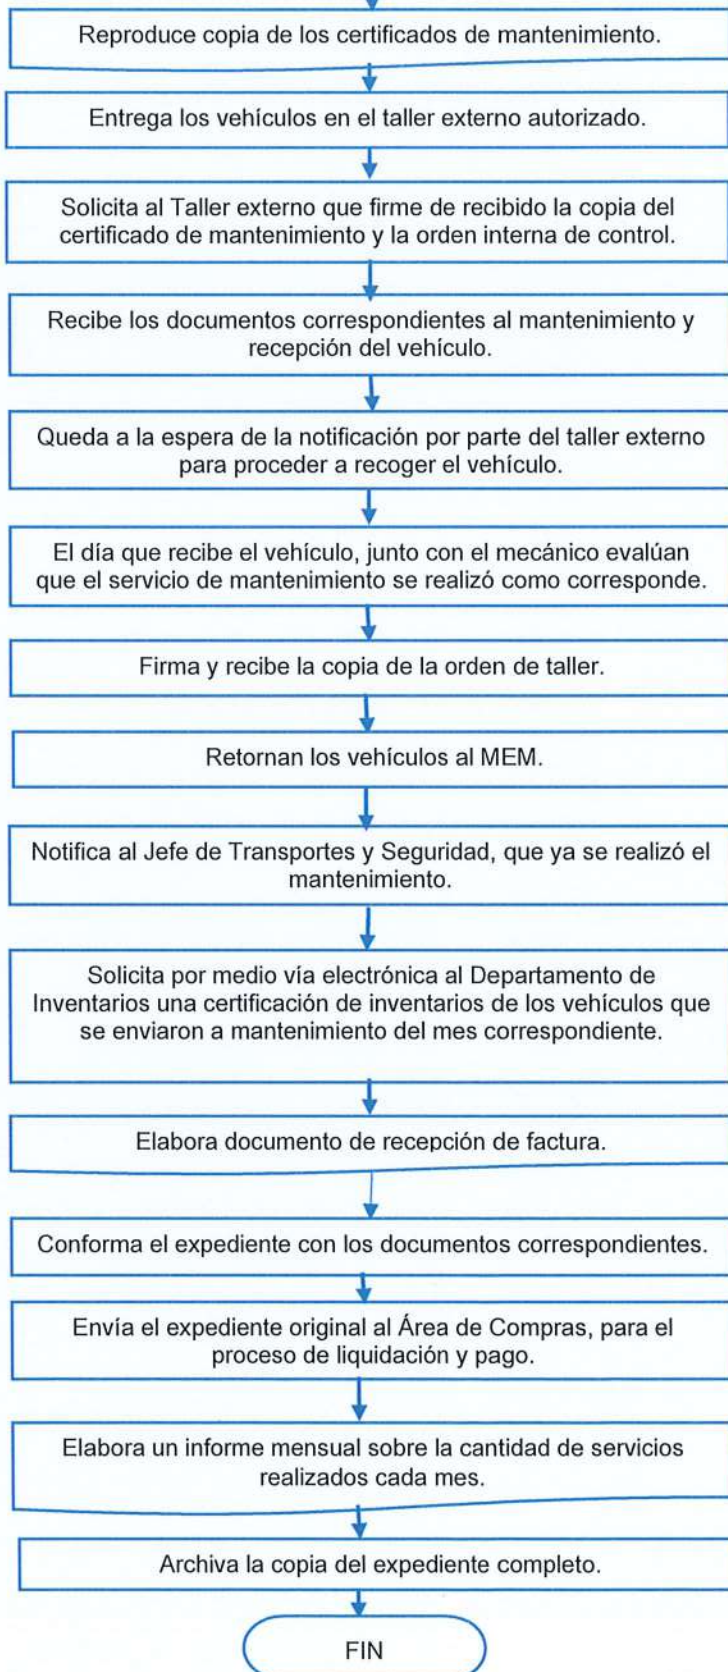 Reproduce copia de los certificados de mantenimiento.
Entrega los vehículos en el taller externo autorizado.
Solicita al Taller externo que firme de recibido la copia del
certificado de mantenimiento y la orden interna de control.
Recibe los documentos correspondientes al mantenimiento y
recepción del vehículo.
Queda a la espera de la notificación por parte del taller externo
para proceder a recoger el vehículo.
El día que recibe el vehículo, junto con el mecánico evalúan
que el servicio de mantenimiento se realizó como corresponde.
Firma y recibe la copia de la orden de taller.
Retornan los vehículos al MEM.
Notifica al Jefe de Transportes y Seguridad, que ya se realizó el
mantenimiento.
Solicita por medio vía electrónica al Departamento de
Inventarios una certificación de inventarios de los vehículos que
se enviaron a mantenimiento del mes correspondiente.
Elabora documento de recepción de factura.
Conforma el expediente con los documentos correspondientes.
Envía el expediente original al Área de Compras, para el
proceso de liquidación y pago.
Elabora un informe mensual sobre la cantidad de servicios
realizados cada mes.
Archiva la copia del expediente completo.
FIN